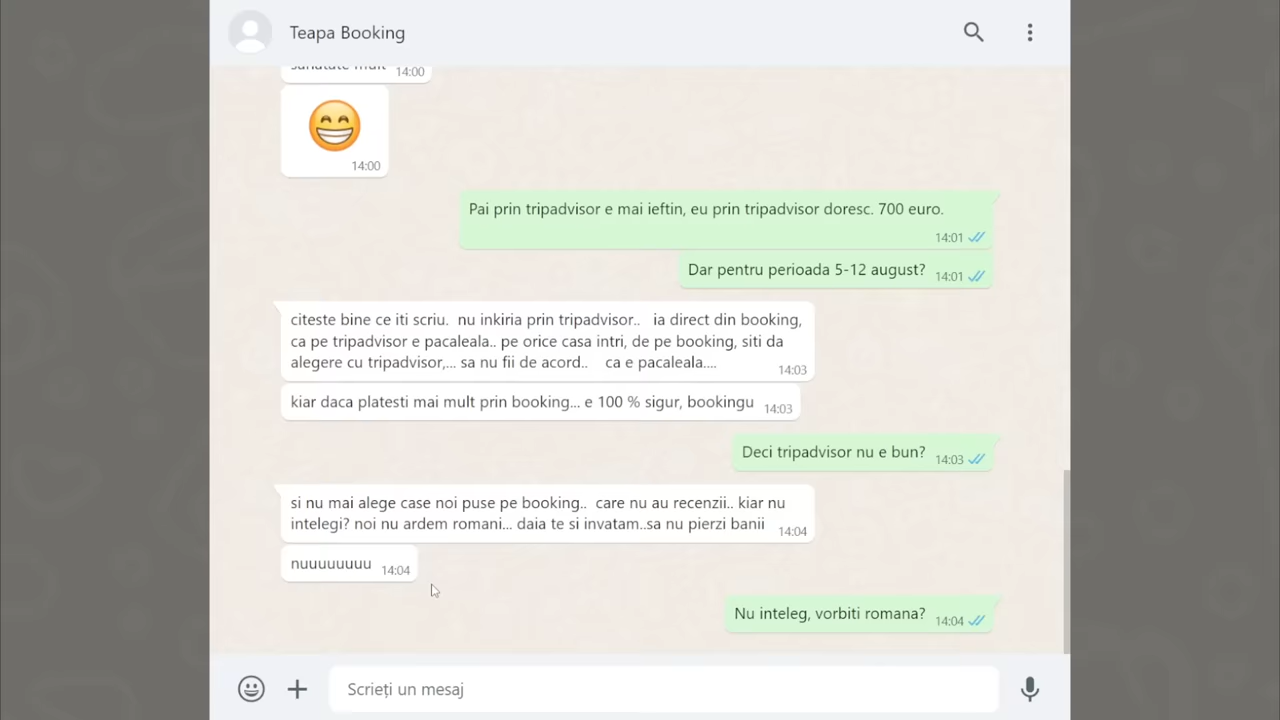 Teapa Booking
sanatate mult 14:00
14:00
Pai prin tripadvisor e mai ieftin, eu prin tripadvisor doresc. 700 euro.
14:01
Dar pentru perioada 5-12 august? 14:01
citeste bine ce iti scriu. nu inkiria prin tripadvisor.. ia direct din booking,
ca pe tripadvisor e pacaleala.. pe orice casa intri, de pe booking, siti da
alegere cu tripadvisor,... sa nu fii de acord.. ca e pacaleala....
14:03
kiar daca platesti mai mult prin booking... e 100 % sigur, bookingu 14:03
Deci tripadvisor nu e bun? 14:03
si nu mai alege case noi puse pe booking.. care nu au recenzii.. kiar nu
intelegi? noi nu ardem romani... daia te si invatam..sa nu pierzi banii
14:04
nuuuuuuuu 14:04
Nu inteleg, vorbiti romana? 14:04
Scrieți un mesaj